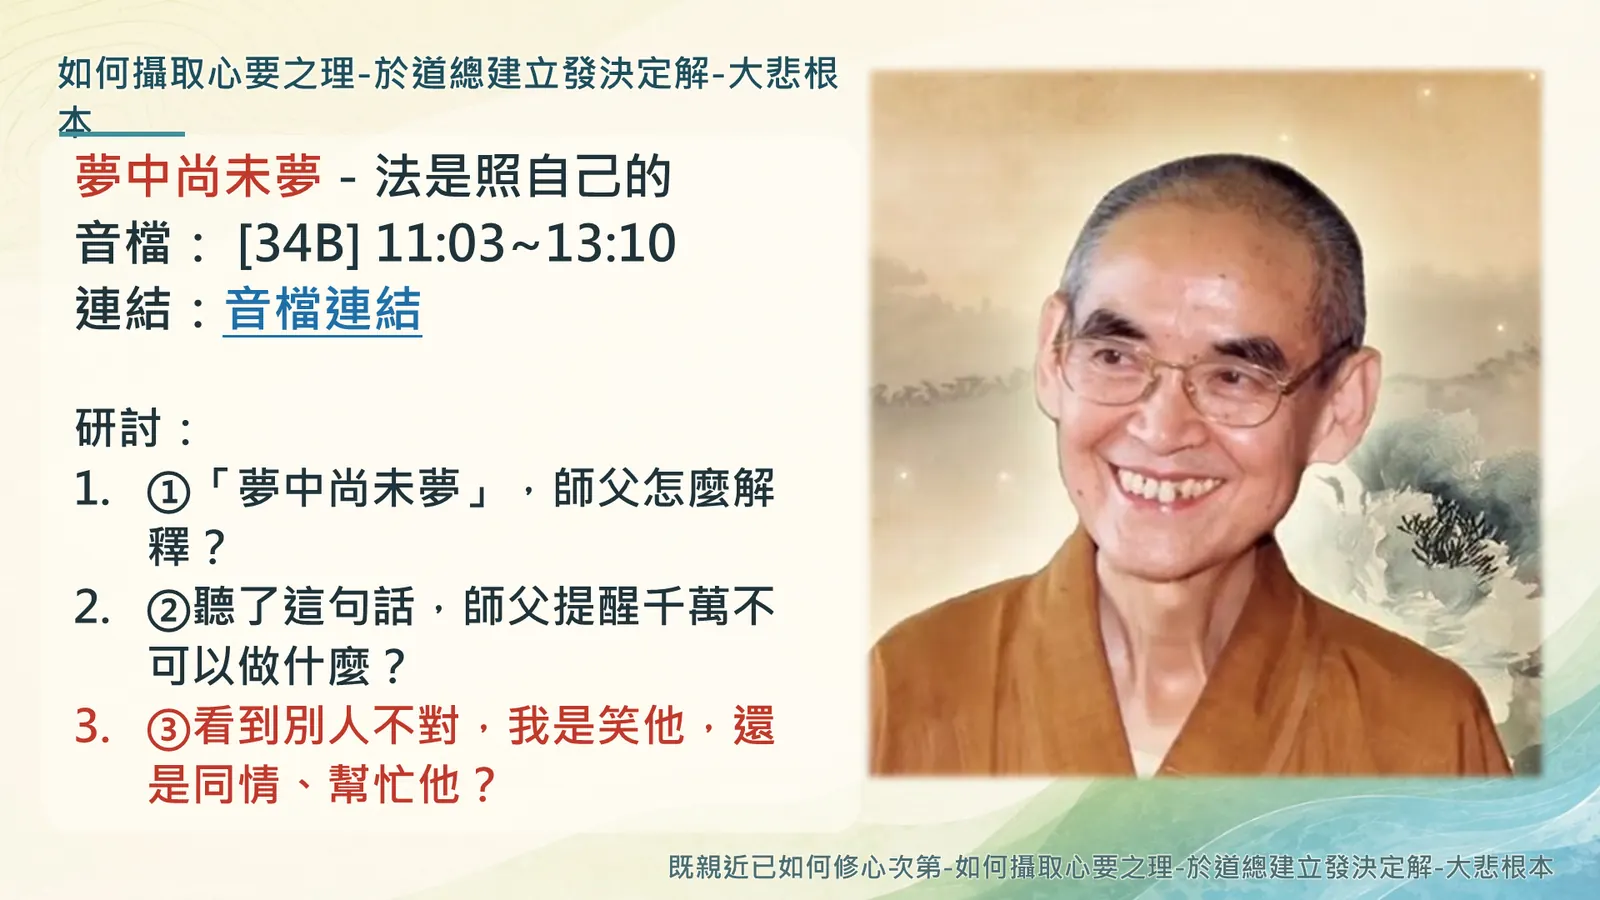 如何攝取心要之理-於道總建立發決定解-大悲根
本
夢中尚未夢 - 法是照自己的
音檔： [34B] 11:03~13:10
連結：音檔連結
研討：
1. ①「夢中尚未夢」，師父怎麼解
釋？
2. ②聽了這句話，師父提醒千萬不
可以做什麼？
3. ③看到別人不對，我是笑他，還
是同情、幫忙他？
既親近已如何修心次第-如何攝取心要之理-於道總建立發決定解-大悲根本